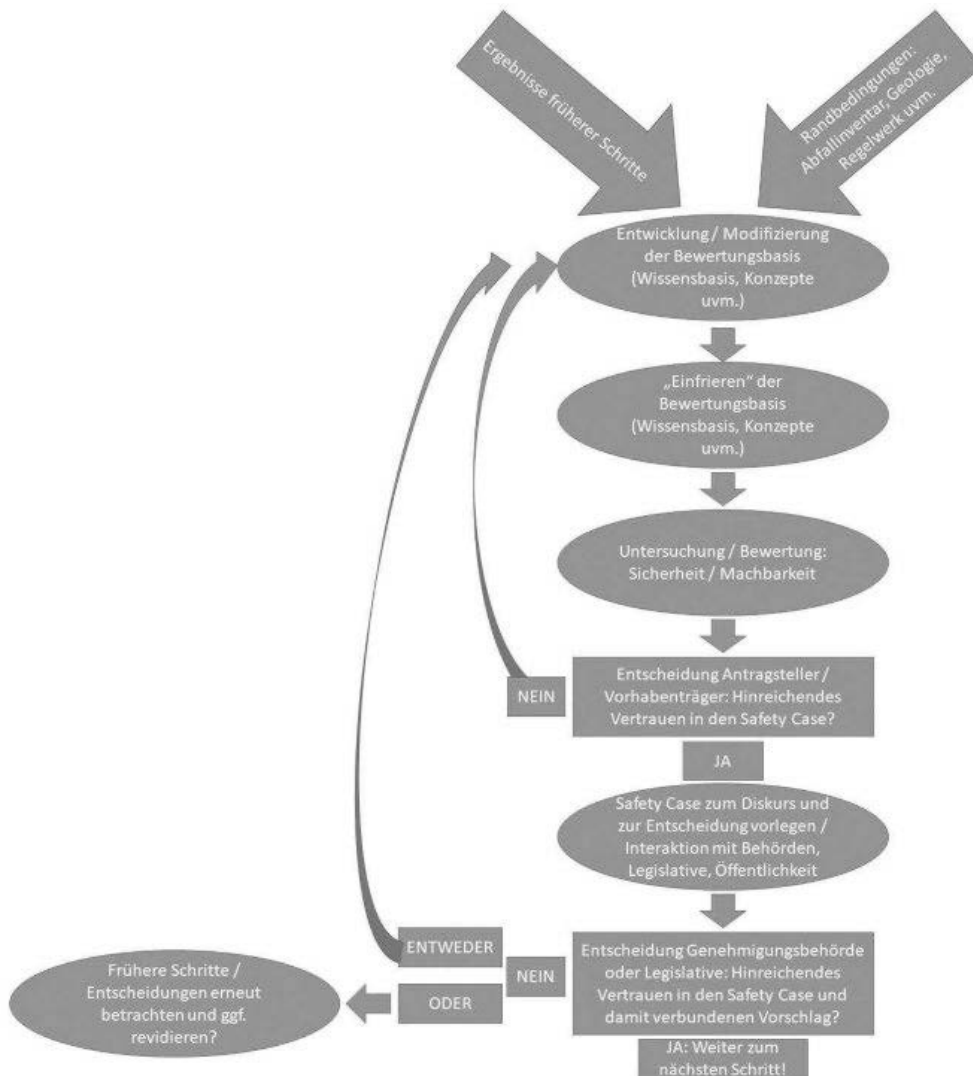 Ergebnisse früherer Schritte
Randbedingungen:
Abfallinventar, Geologie,
Regelwerk uvm.
Entwicklung / Modifizierung
der Bewertungsbasis
(Wissensbasis, Konzepte
uvm.)
„Einfrieren“ der
Bewertungsbasis
(Wissensbasis, Konzepte
uvm.)
Untersuchung / Bewertung:
Sicherheit / Machbarkeit
Entscheidung Antragsteller /
Vorhabenträger: Hinreichendes
Vertrauen in den Safety Case?
NEIN
JA
Safety Case zum Diskurs und
zur Entscheidung vorlegen /
Interaktion mit Behörden,
Legislative, Öffentlichkeit
Entscheidung Genehmigungsbehörde
oder Legislative: Hinreichendes
Vertrauen in den Safety Case und
damit verbundenen Vorschlag?
NEIN
ENTWEDER
ODER
Frühere Schritte /
Entscheidungen erneut
betrachten und ggf.
revidieren?
JA: Weiter zum
nächsten Schritt!